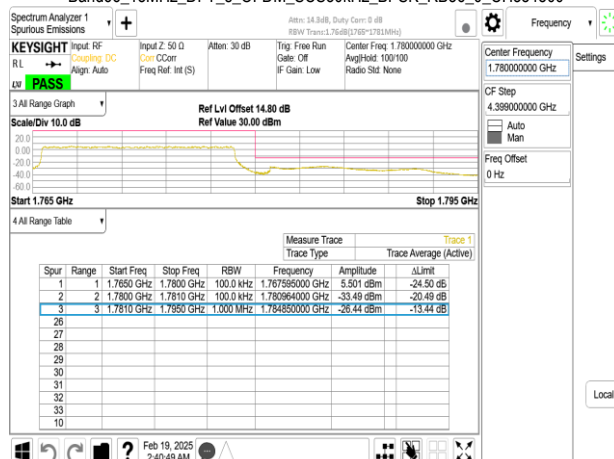 Spectrum Analyzer 1
Spurious Emissions
+
Attn: 14.3dB, Duty Corr: 0 dB
RBW Tranc:1.76dB(1765~1781MHz)
Frequency
KEYSIGHT
Input: RF
Coupling: DC
Align: Auto
Input Z: 50 Ω
Corr CCorr
Freq Ref: Int (S)
Atten: 30 dB
Trig: Free Run
Gate: Off
IF Gain: Low
Center Freq: 1.780000000 GHz
Avg|Hold: 100/100
Radio Std: None
RL
LXI
PASS
Center Frequency
1.780000000 GHz
Settings
CF Step
4.399000000 GHz
Auto
Man
Freq Offset
0 Hz
3 All Range Graph
Scale/Div 10.0 dB
Ref Lvl Offset 14.80 dB
Ref Value 30.00 dBm
20.0
0.00
-20.0
-40.0
-60.0
Start 1.765 GHz
Stop 1.795 GHz
4 All Range Table
Measure Trace Trace 1
Trace Type Trace Average (Active)
Spur Range Start Freq Stop Freq RBW Frequency Amplitude ΔLimit
1 1 1.7650 GHz 1.7800 GHz 100.0 kHz 1.767595000 GHz 5.501 dBm -24.50 dB
2 2 1.7800 GHz 1.7810 GHz 100.0 kHz 1.780964000 GHz -33.49 dBm -20.49 dB
3 3 1.7810 GHz 1.7950 GHz 1.000 MHz 1.784850000 GHz -26.44 dBm -13.44 dB
26
27
28
29
30
31
32
33
10
Local
?
Feb 19, 2025
2:40:49 AM